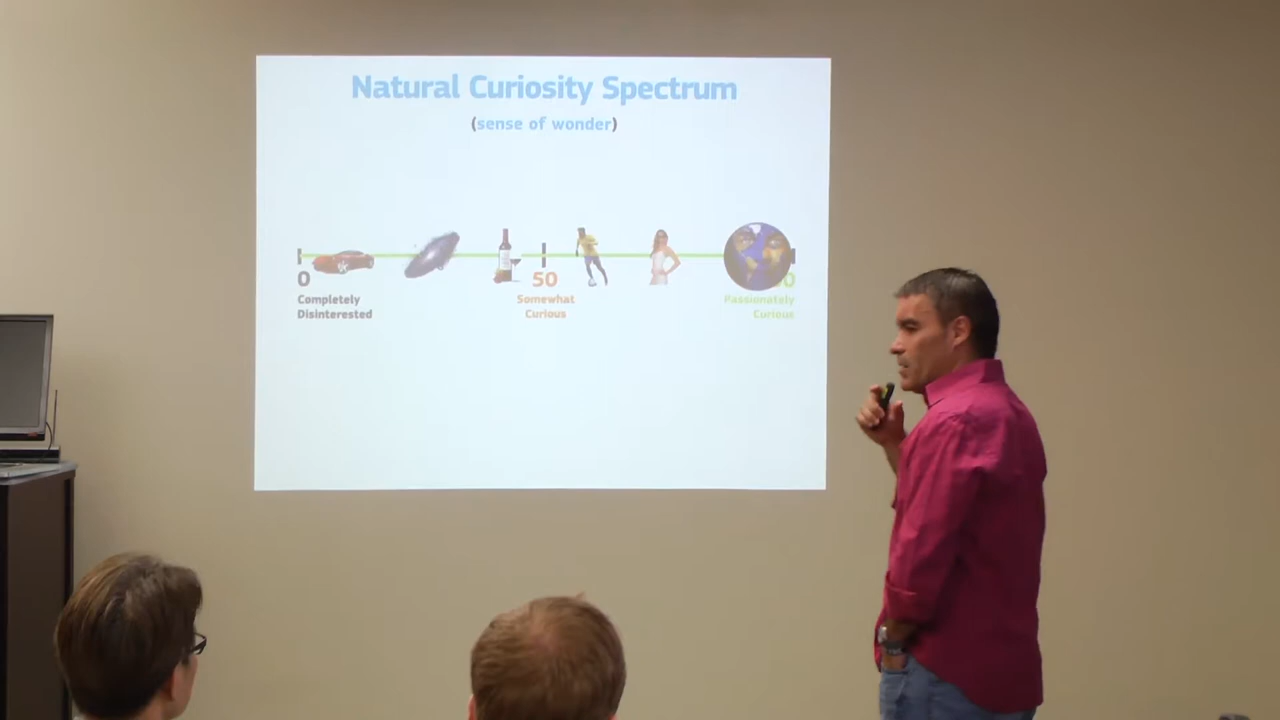 Natural Curiosity Spectrum
(sense of wonder)
0
50
Completely
Disinterested
Somewhat
Curious
Passionately
Curious